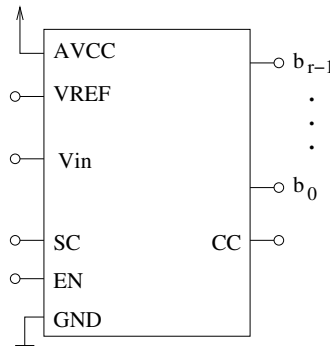 AVCC
b_{r-1}
VREF
Vin
b_0
SC
CC
EN
GND